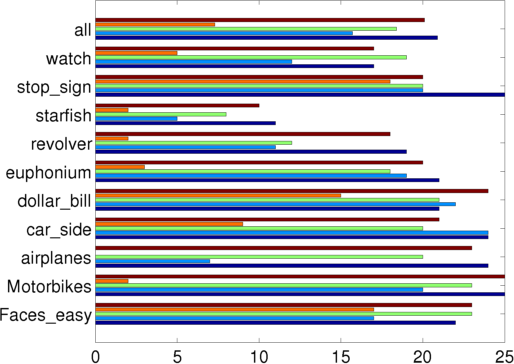 all
watch
stop_sign
starfish
revolver
euphonium
dollar_bill
car_side
airplanes
Motorbikes
Faces_easy
0 5 10 15 20 25